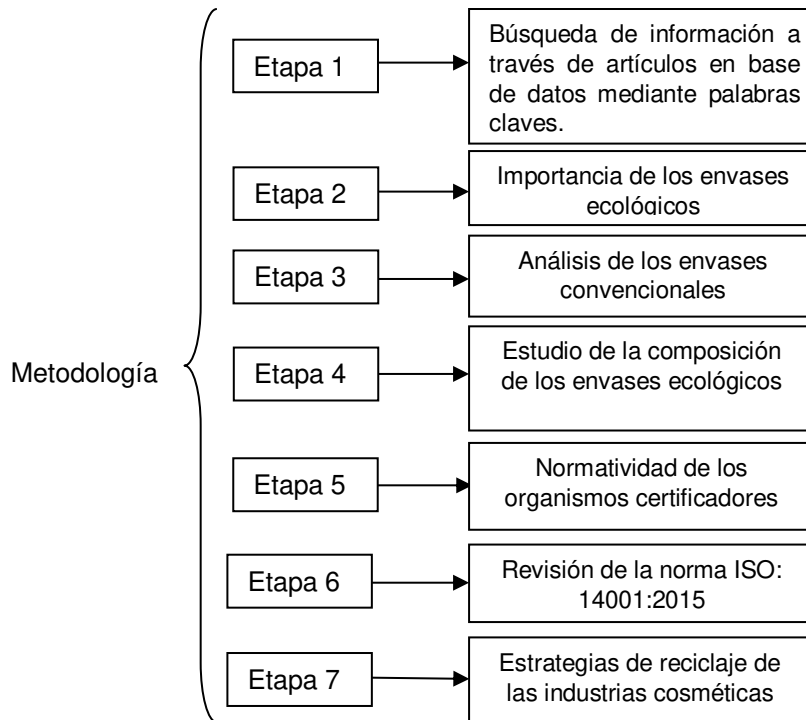 Metodología
Etapa 1
Búsqueda de información a
través de artículos en base
de datos mediante palabras
claves.
Etapa 2
Importancia de los envases
ecológicos
Etapa 3
Análisis de los envases
convencionales
Etapa 4
Estudio de la composición
de los envases ecológicos
Etapa 5
Normatividad de los
organismos certificadores
Etapa 6
Revisión de la norma ISO:
14001:2015
Etapa 7
Estrategias de reciclaje de
las industrias cosméticas